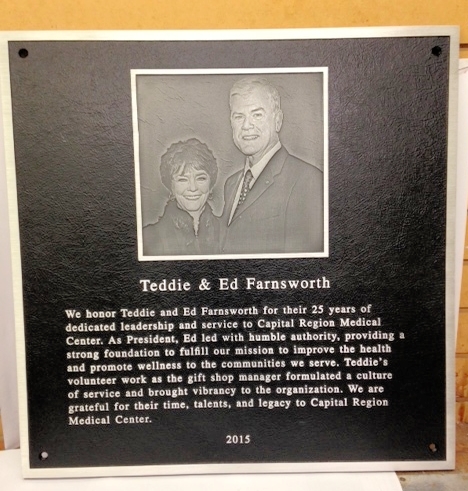 Teddie & Ed Farnsworth
We honor Teddie and Ed Farnsworth for their 25 years of
dedicated leadership and service to Capital Region Medical
Center. As President, Ed led with humble authority, providing a
strong foundation to fulfill our mission to improve the health
and promote wellness to the communities we serve. Teddie's
volunteer work as the gift shop manager formulated a culture
of service and brought vibrancy to the organization. We are
grateful for their time, talents, and legacy to Capital Region
Medical Center.
2015